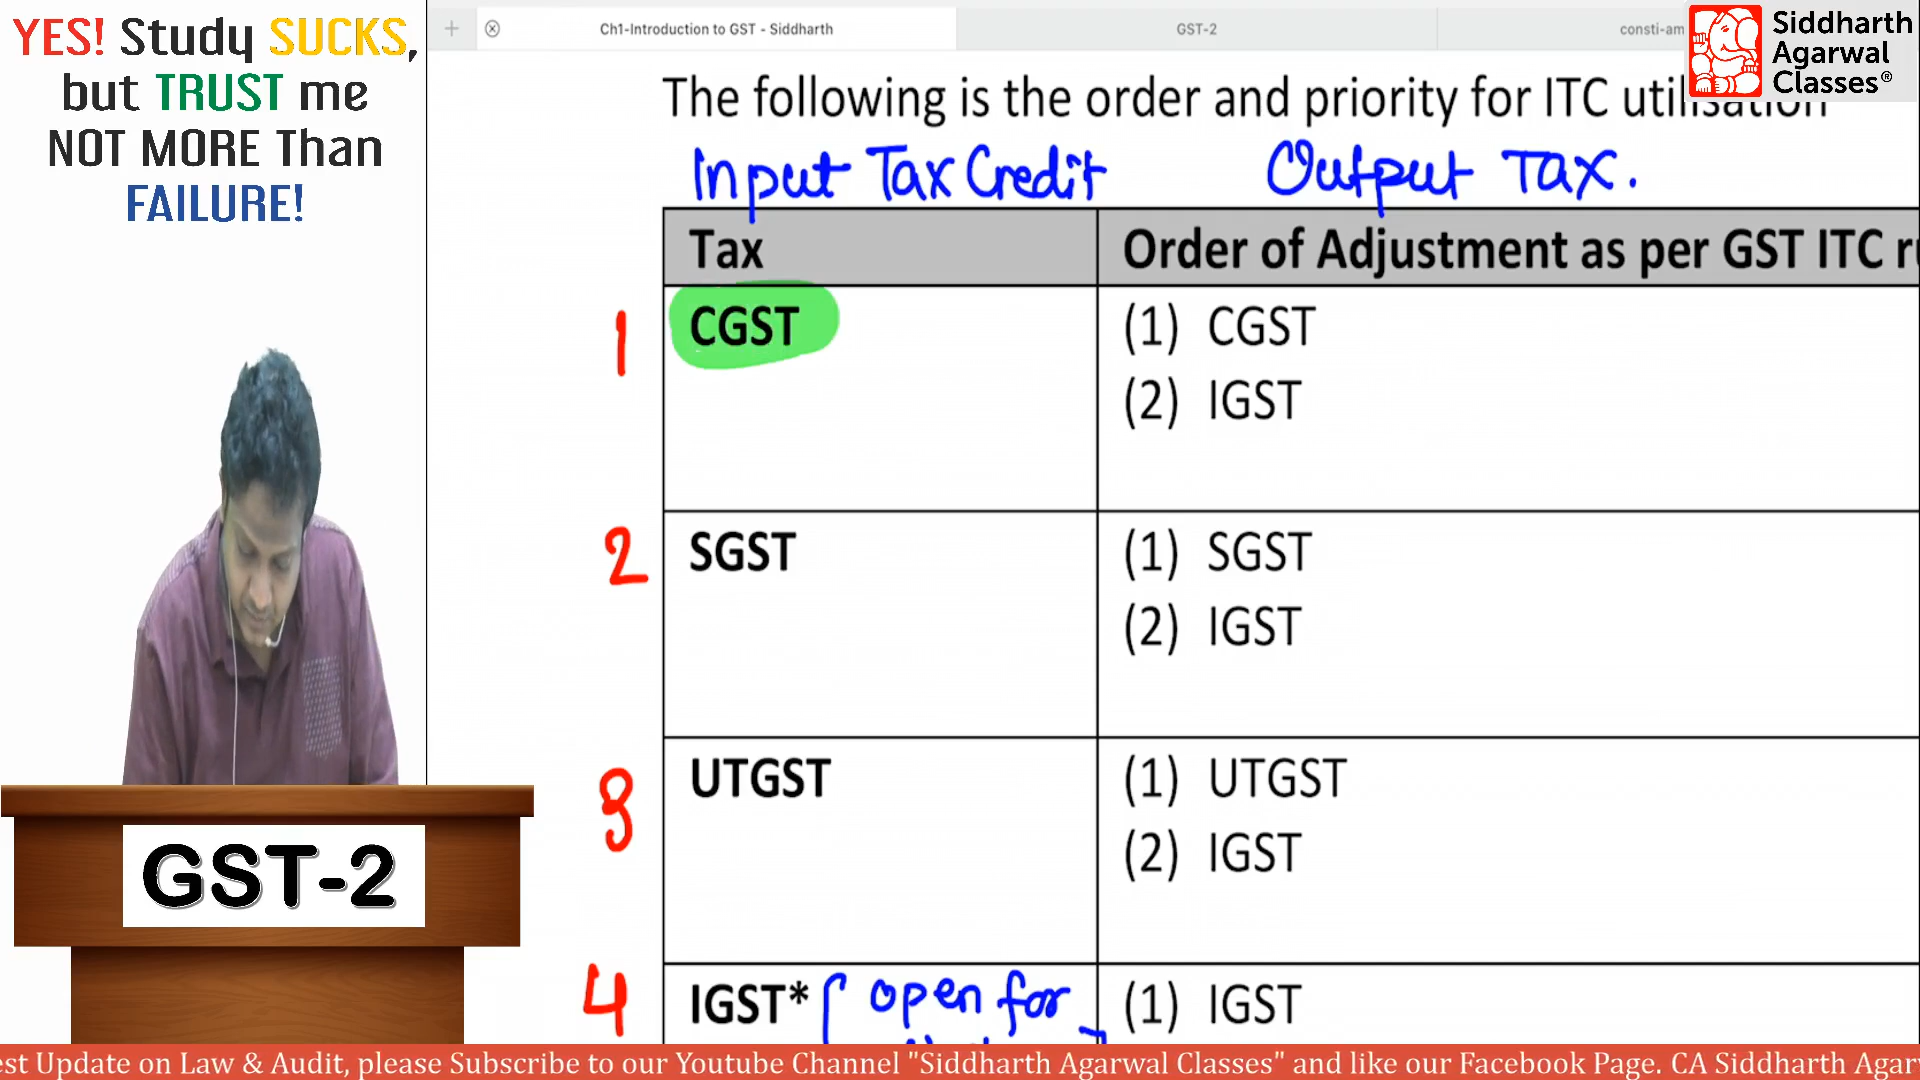 YES! Study SUCKS,
but TRUST me
NOT MORE Than
FAILURE!
Ch1-Introduction to GST - Siddharth
GST-2
consti-am
Siddharth
Agarwal
Classes®
The following is the order and priority for ITC utilisation
Input Tax Credit
Output Tax.
Tax
Order of Adjustment as per GST ITC r
1
CGST
(1) CGST
(2) IGST
2
SGST
(1) SGST
(2) IGST
3
UTGST
(1) UTGST
(2) IGST
4
IGST* open for
(1) IGST
GST-2
est Update on Law & Audit, please Subscribe to our Youtube Channel "Siddharth Agarwal Classes" and like our Facebook Page. CA Siddharth Agar